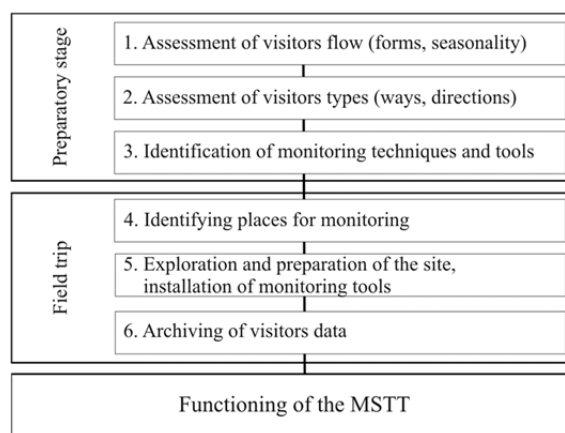 Preparatory stage
1. Assessment of visitors flow (forms, seasonality)
2. Assessment of visitors types (ways, directions)
3. Identification of monitoring techniques and tools
Field trip
4. Identifying places for monitoring
5. Exploration and preparation of the site,
installation of monitoring tools
6. Archiving of visitors data
Functioning of the MSTT